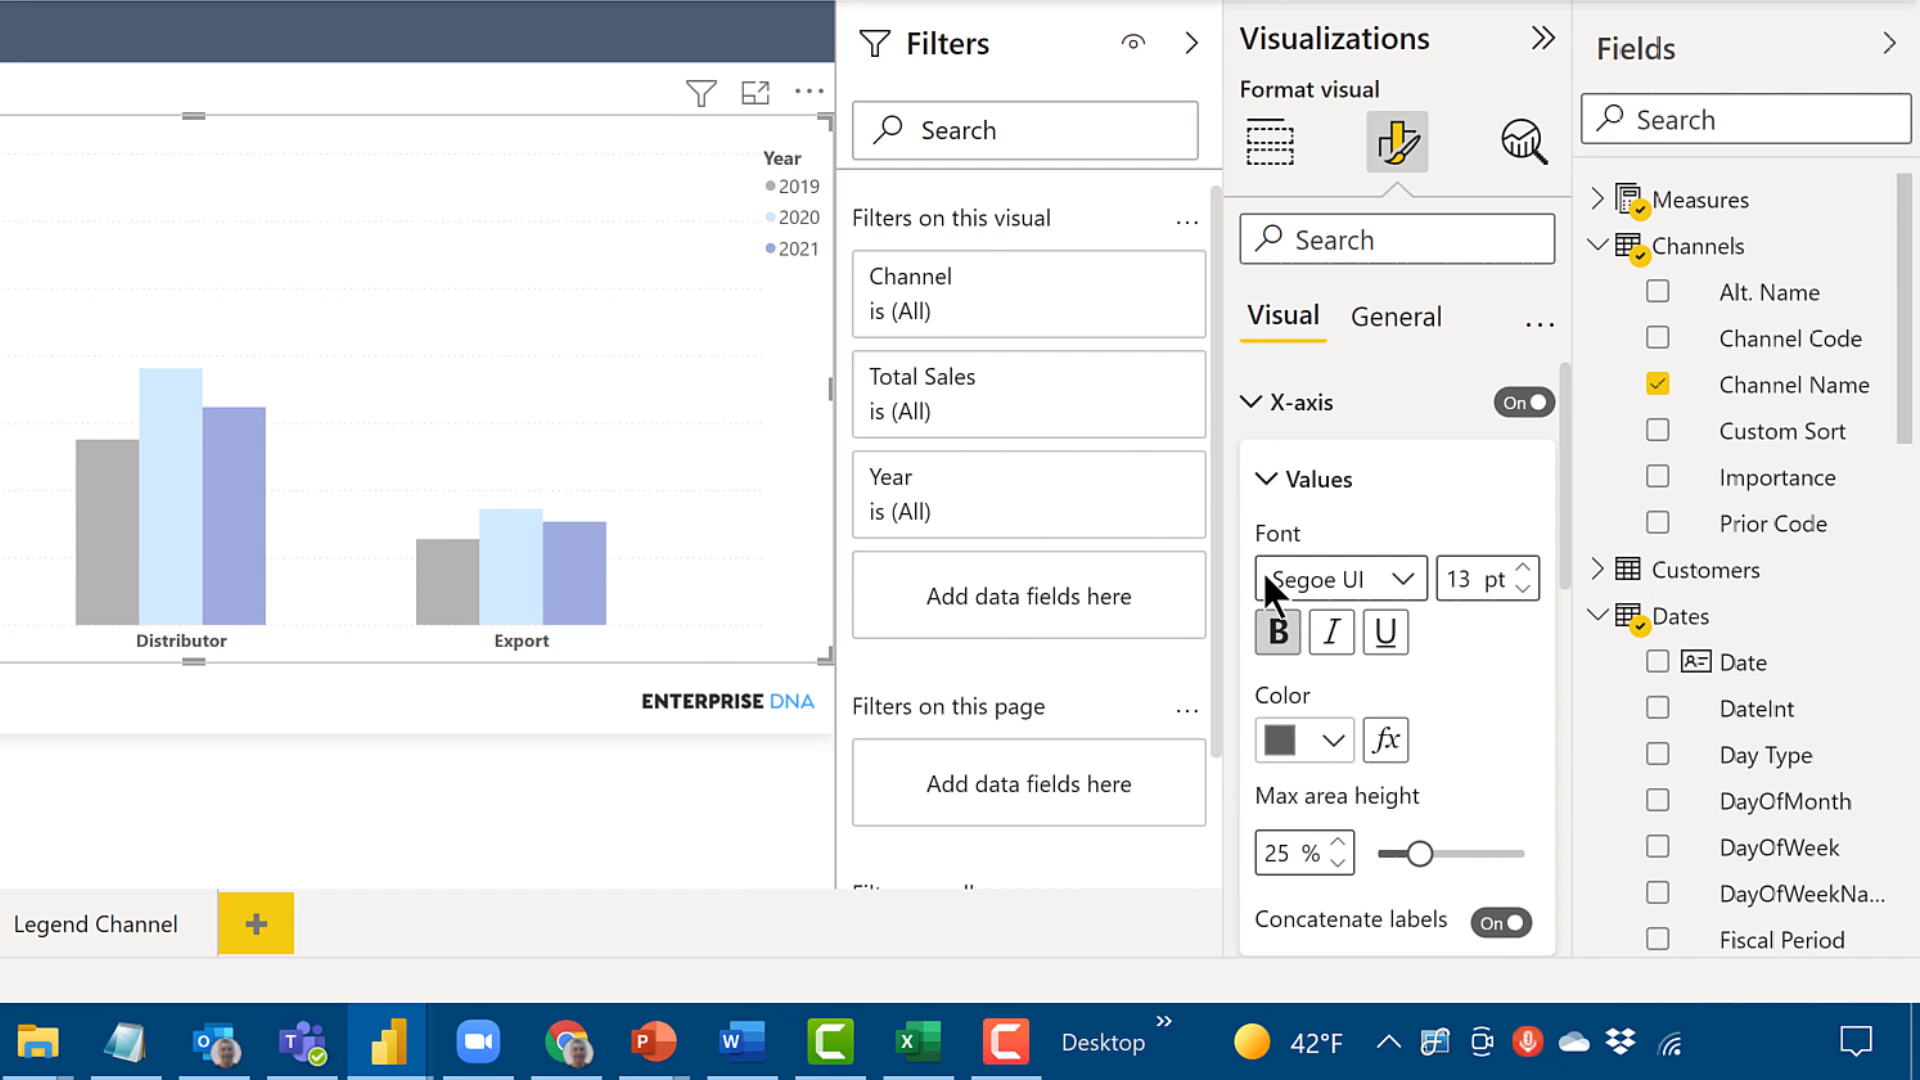 Year
2019
2020
2021
Distributor
Export
ENTERPRISE DNA
Legend Channel
Filters
Search
Filters on this visual
Channel
is (All)
Total Sales
is (All)
Year
is (All)
Add data fields here
Filters on this page
Add data fields here
Visualizations
Format visual
Search
Visual
General
X-axis
On
Values
Font
Segoe UI
13 pt
B
I
U
Color
fx
Max area height
25 %
Concatenate labels
On
Fields
Search
Measures
Channels
Alt. Name
Channel Code
Channel Name
Custom Sort
Importance
Prior Code
Customers
Dates
Date
DateInt
Day Type
DayOfMonth
DayOfWeek
DayOfWeekNa...
Fiscal Period
Desktop
42°F